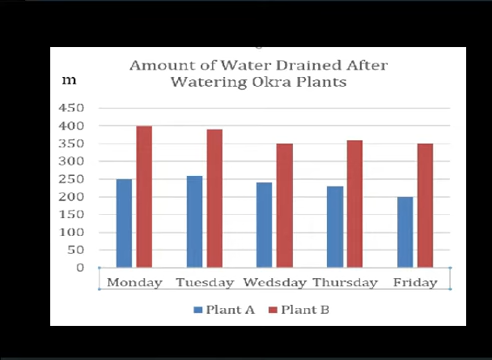 Amount of Water Drained After
Watering Okra Plants
m
450
400
350
300
250
200
150
100
50
0
Monday Tuesday Wedsday Thursday Friday
Plant A Plant B